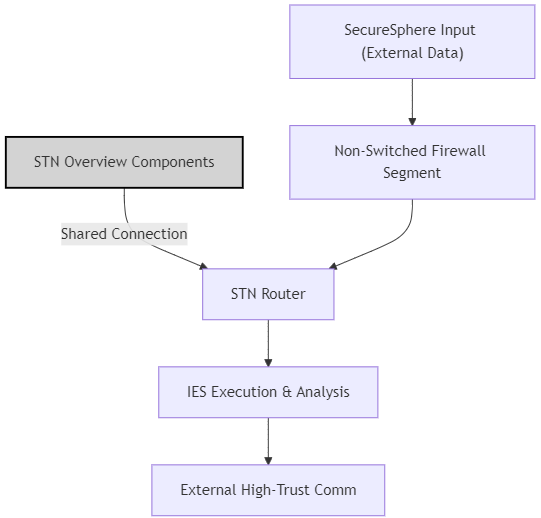 SecureSphere Input
(External Data)
STN Overview Components
Non-Switched Firewall
Segment
Shared Connection
STN Router
IES Execution & Analysis
External High-Trust Comm